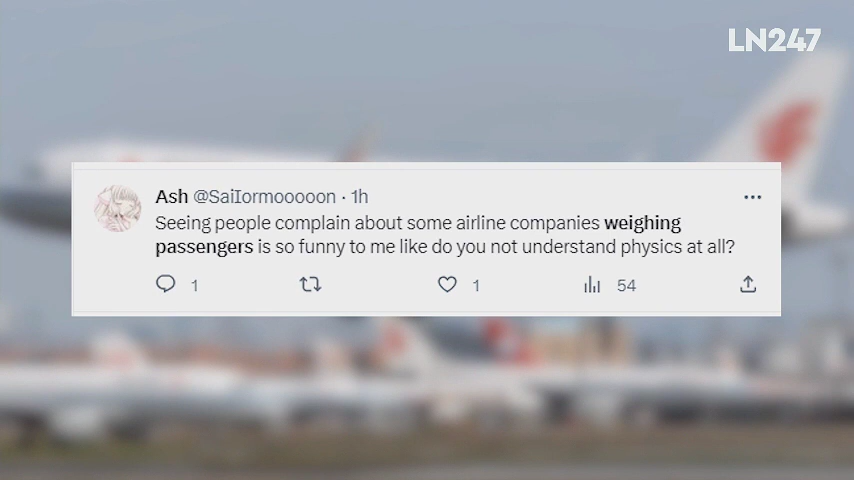 LN247
Ash @SaiIormooooon · 1h
Seeing people complain about some airline companies weighing
passengers is so funny to me like do you not understand physics at all?
1
1
54